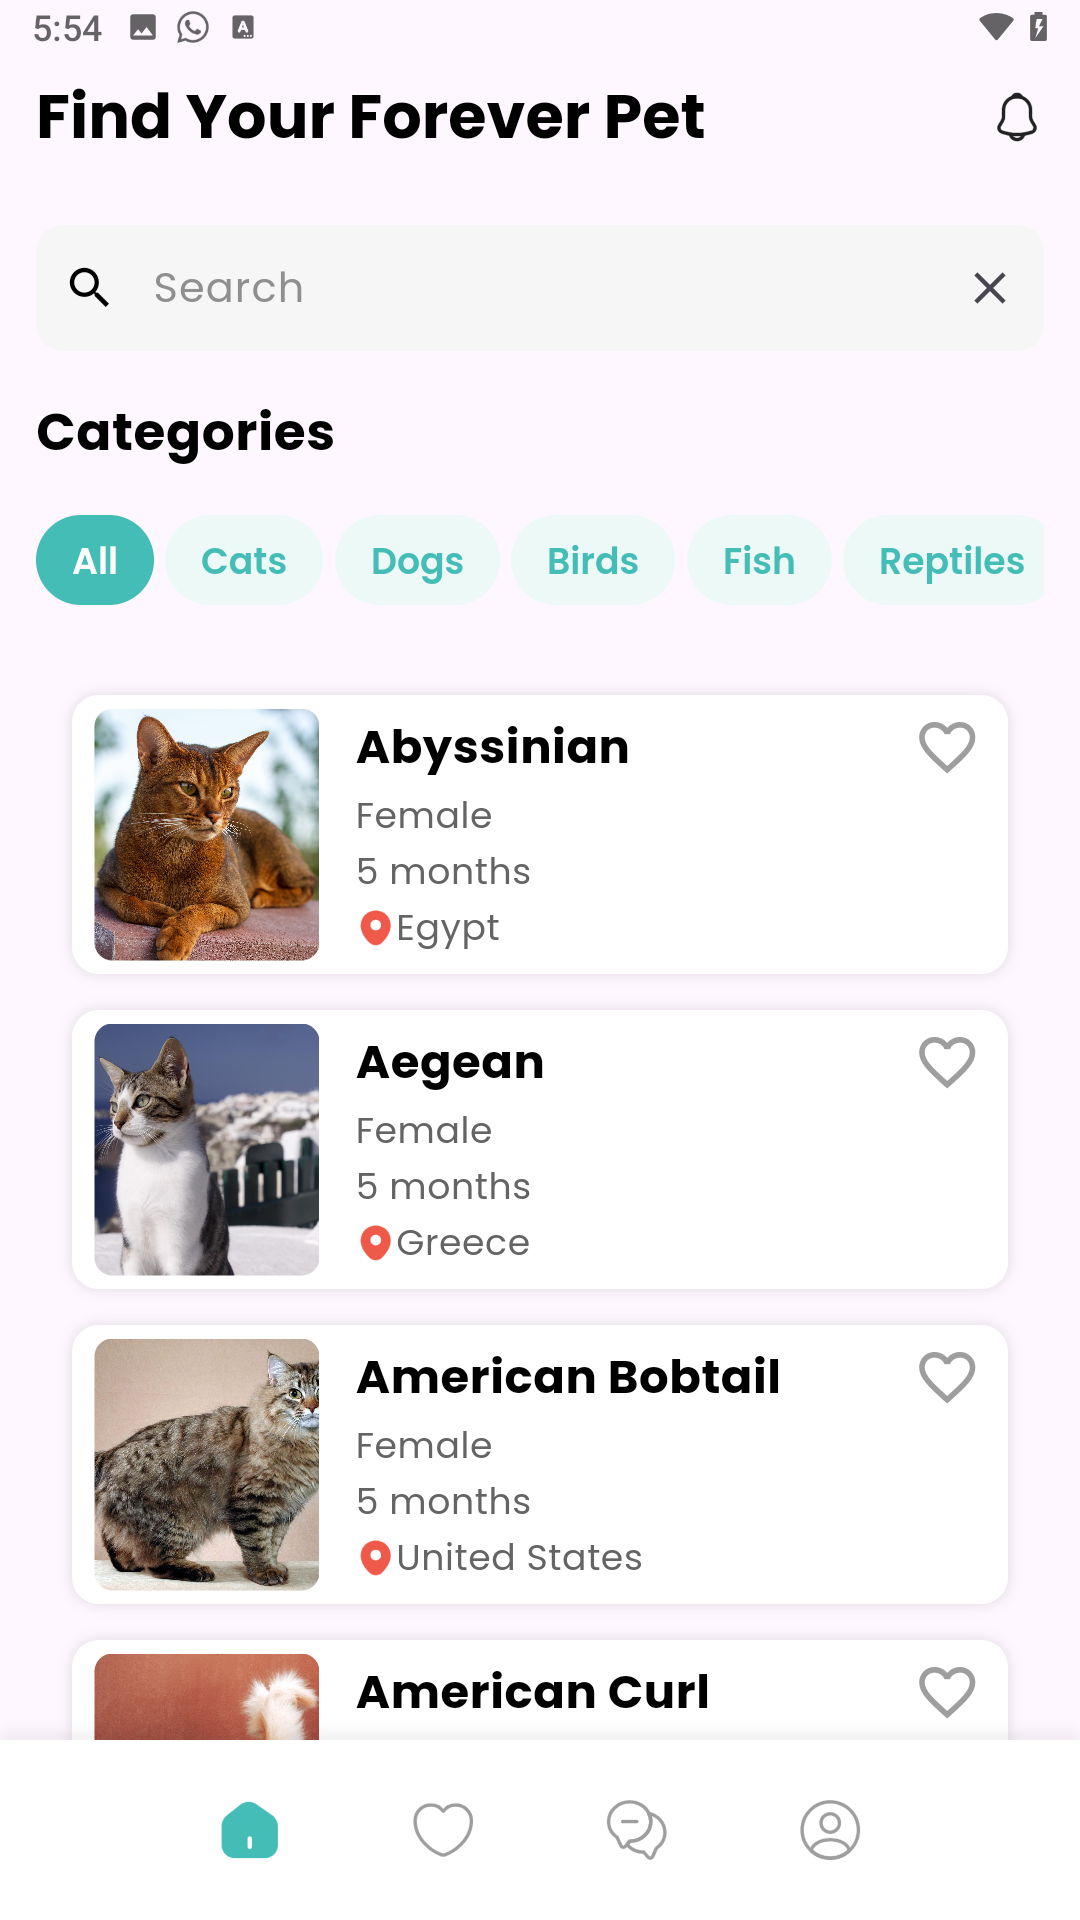 5:54
Find Your Forever Pet
Search
Categories
All Cats Dogs Birds Fish Reptiles
Abyssinian
Female
5 months
Egypt
Aegean
Female
5 months
Greece
American Bobtail
Female
5 months
United States
American Curl